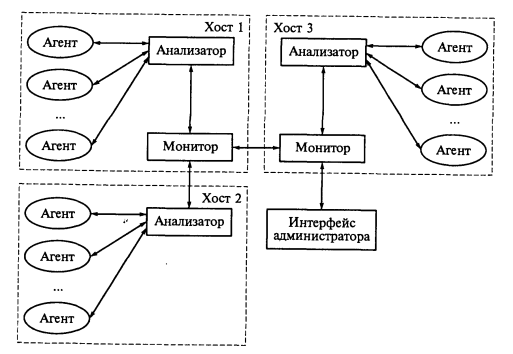 Хост 1
Агент
Анализатор
Агент
...
Агент
Монитор
Хост 3
Анализатор
Агент
Агент
...
Агент
Монитор
Хост 2
Агент
Анализатор
Агент
...
Агент
Интерфейс
администратора